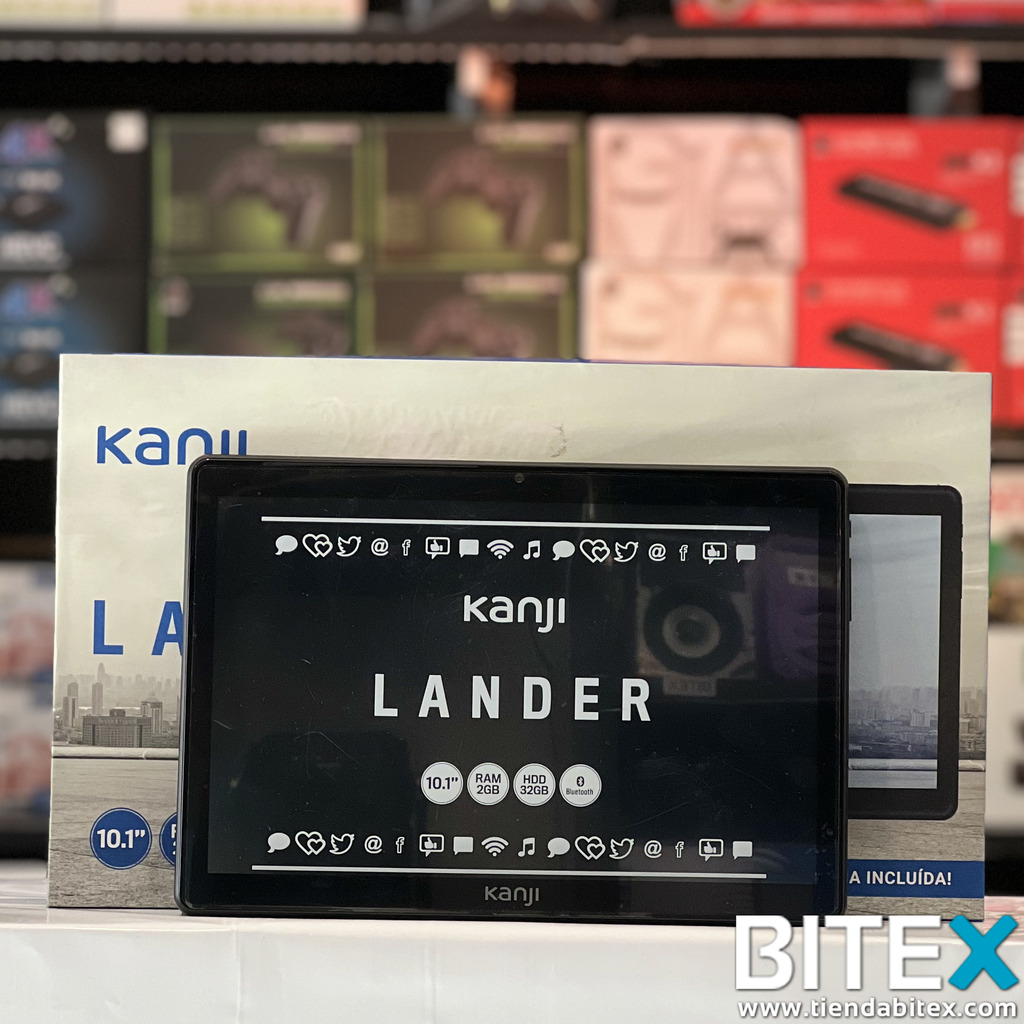 Kanji
LA
@ f
@ f
Kanji
LANDER
10.1" RAM 2GB HDD 32GB Bluetooth
@ f
@ f
Kanji
10.1"
A INCLUÍDA!
BITEX
www.tiendabitex.com